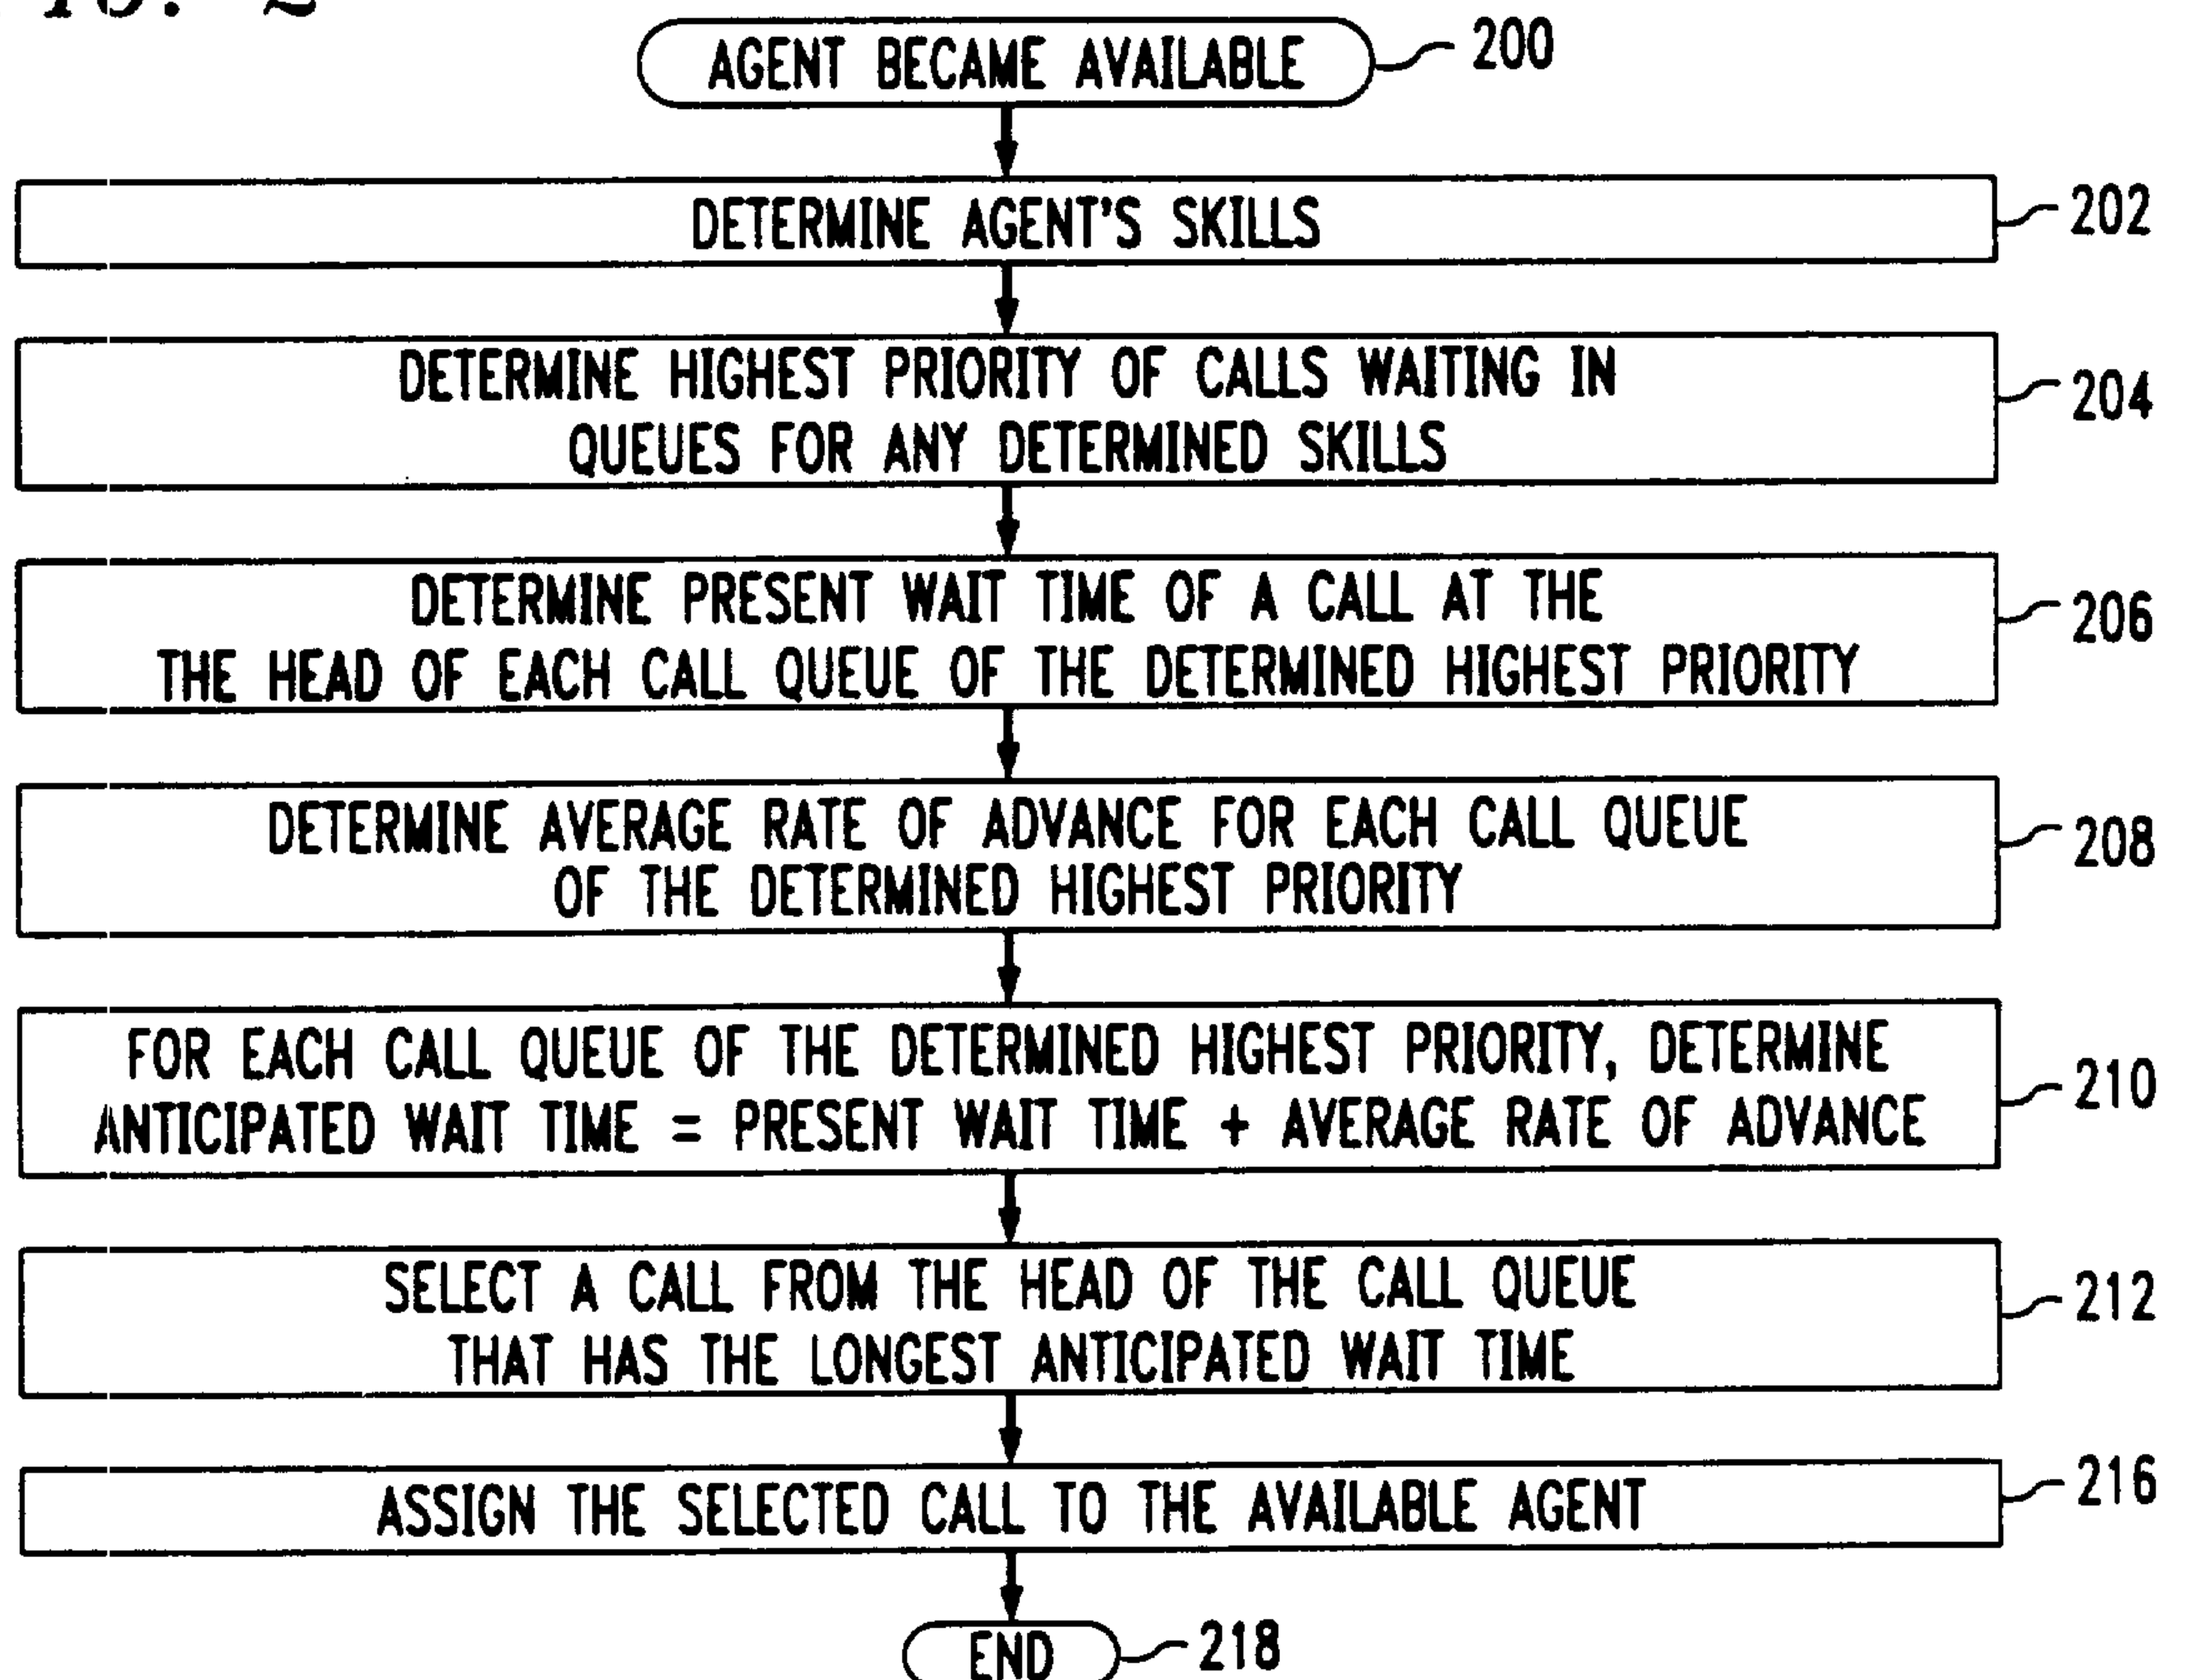 AGENT BECAME AVAILABLE 200
DETERMINE AGENT'S SKILLS 202
DETERMINE HIGHEST PRIORITY OF CALLS WAITING IN
QUEUES FOR ANY DETERMINED SKILLS 204
DETERMINE PRESENT WAIT TIME OF A CALL AT THE
THE HEAD OF EACH CALL QUEUE OF THE DETERMINED HIGHEST PRIORITY 206
DETERMINE AVERAGE RATE OF ADVANCE FOR EACH CALL QUEUE
OF THE DETERMINED HIGHEST PRIORITY 208
FOR EACH CALL QUEUE OF THE DETERMINED HIGHEST PRIORITY, DETERMINE
ANTICIPATED WAIT TIME = PRESENT WAIT TIME + AVERAGE RATE OF ADVANCE 210
SELECT A CALL FROM THE HEAD OF THE CALL QUEUE
THAT HAS THE LONGEST ANTICIPATED WAIT TIME 212
ASSIGN THE SELECTED CALL TO THE AVAILABLE AGENT 216
END 218